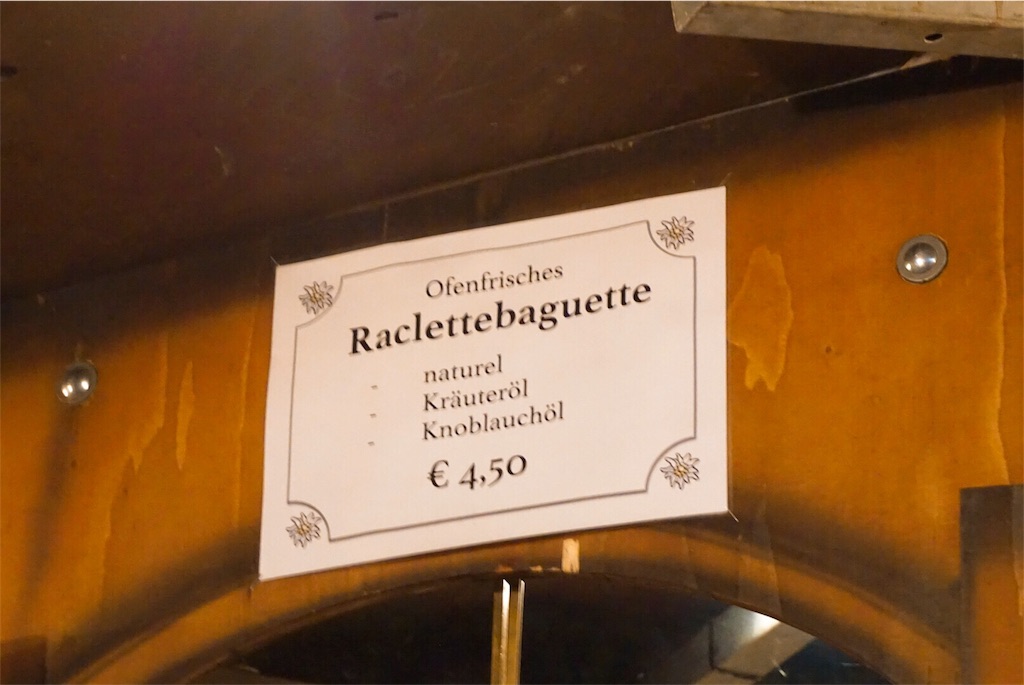 Ofenfrisches
Raclettebaguette
- naturel
- Kräuteröl
- Knoblauchöl
€ 4,50